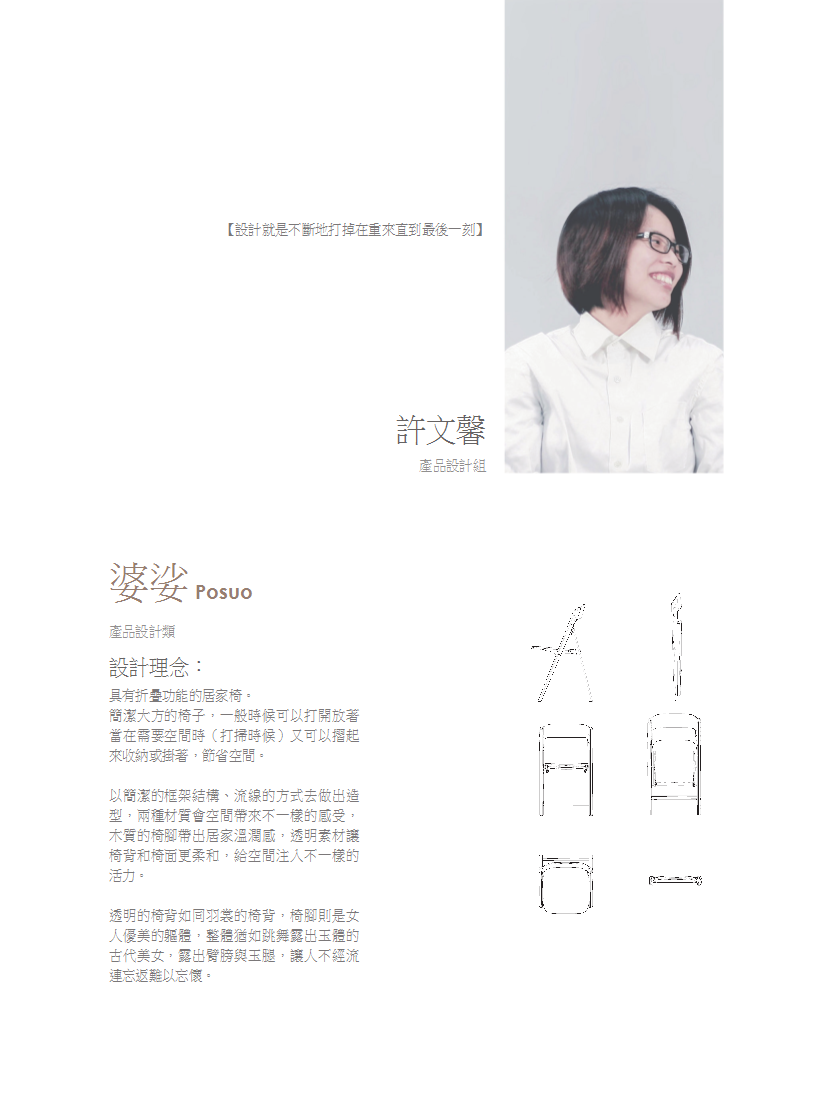 【設計就是不斷地打掉在重來直到最後一刻】
許文馨
產品設計組
婆娑 Posuo
產品設計類
設計理念：
具有折疊功能的居家椅。
簡潔大方的椅子，一般時候可以打開放著
當在需要空間時（打掃時候）又可以摺起
來收納或掛著，節省空間。
以簡潔的框架結構、流線的方式去做出造
型，兩種材質會空間帶來不一樣的感受，
木質的椅腳帶出居家溫潤感，透明素材讓
椅背和椅面更柔和，給空間注入不一樣的
活力。
透明的椅背如同羽裳的椅背，椅腳則是女
人優美的軀體，整體猶如跳舞露出玉體的
古代美女，露出臂膀與玉腿，讓人不經流
連忘返難以忘懷。